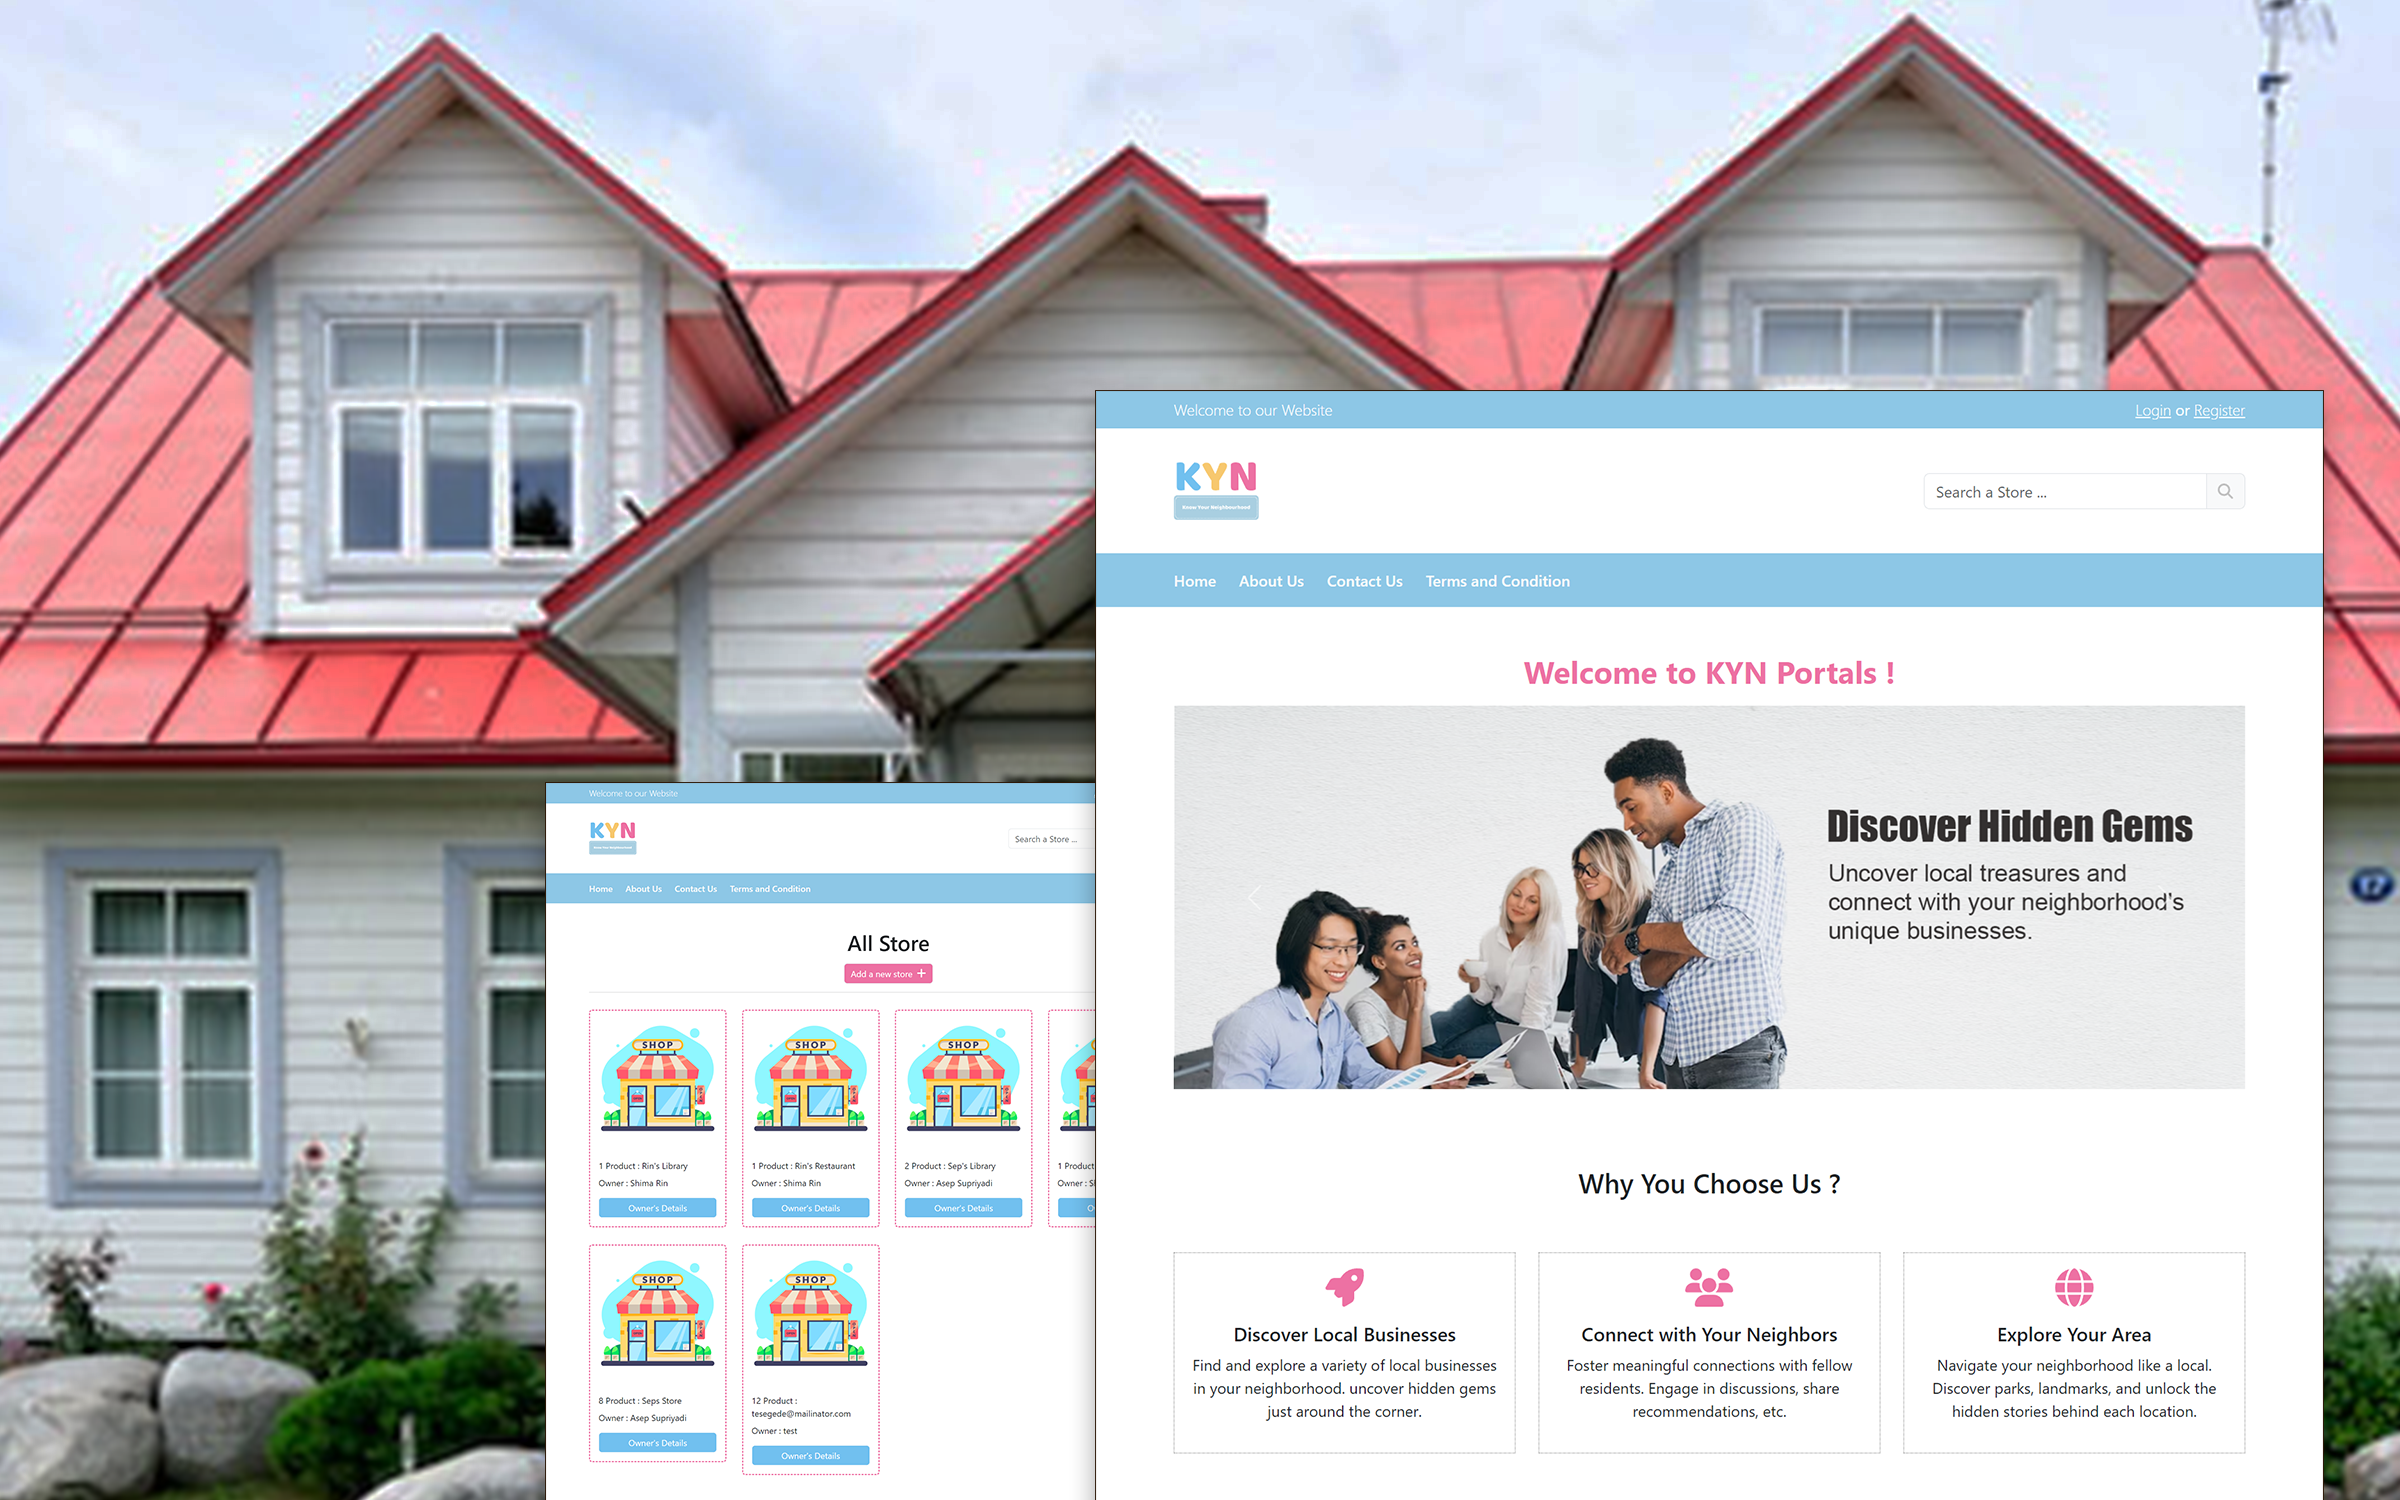 Welcome to our Website
Login or Register
KYN
Know Your Neighbourhood
Search a Store ...
Home About Us Contact Us Terms and Condition
Welcome to KYN Portals !
Discover Hidden Gems
Uncover local treasures and
connect with your neighborhood's
unique businesses.
Why You Choose Us ?
Discover Local Businesses
Find and explore a variety of local businesses
in your neighborhood. uncover hidden gems
just around the corner.
Connect with Your Neighbors
Foster meaningful connections with fellow
residents. Engage in discussions, share
recommendations, etc.
Explore Your Area
Navigate your neighborhood like a local.
Discover parks, landmarks, and unlock the
hidden stories behind each location.
Welcome to our Website
KYN
Know Your Neighbourhood
Search a Store ...
Home About Us Contact Us Terms and Condition
All Store
Add a new store +
SHOP
1 Product : Rin's Library
Owner : Shima Rin
Owner's Details
SHOP
1 Product : Rin's Restaurant
Owner : Shima Rin
Owner's Details
SHOP
2 Product : Sep's Library
Owner : Asep Supriyadi
Owner's Details
1 Product
Owner : S
SHOP
8 Product : Seps Store
Owner : Asep Supriyadi
Owner's Details
SHOP
12 Product :
tesegede@mailinator.com
Owner : test
Owner's Details
17